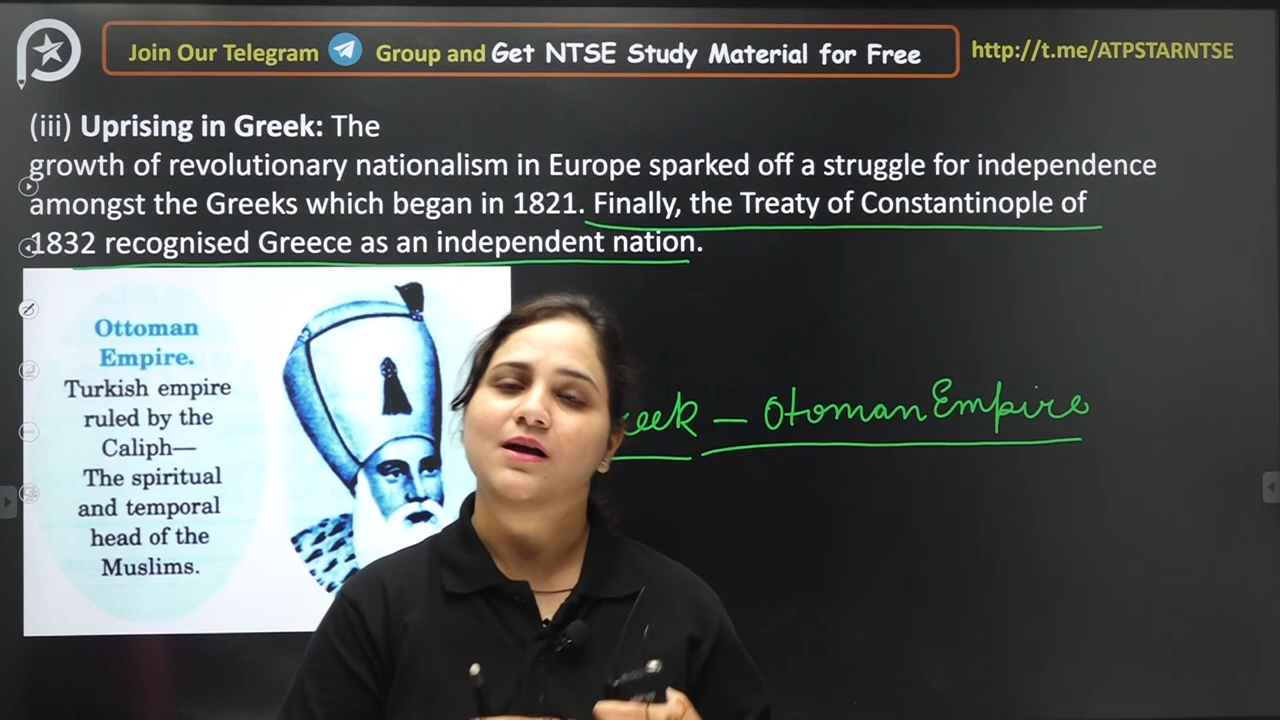 Join Our Telegram Group and Get NTSE Study Material for Free
http://t.me/ATPSTARNTSE
(iii) Uprising in Greek: The
growth of revolutionary nationalism in Europe sparked off a struggle for independence
amongst the Greeks which began in 1821. Finally, the Treaty of Constantinople of
1832 recognised Greece as an independent nation.
Ottoman
Empire.
Turkish empire
ruled by the
Caliph—
The spiritual
and temporal
head of the
Muslims.
eek — Otoman Empire